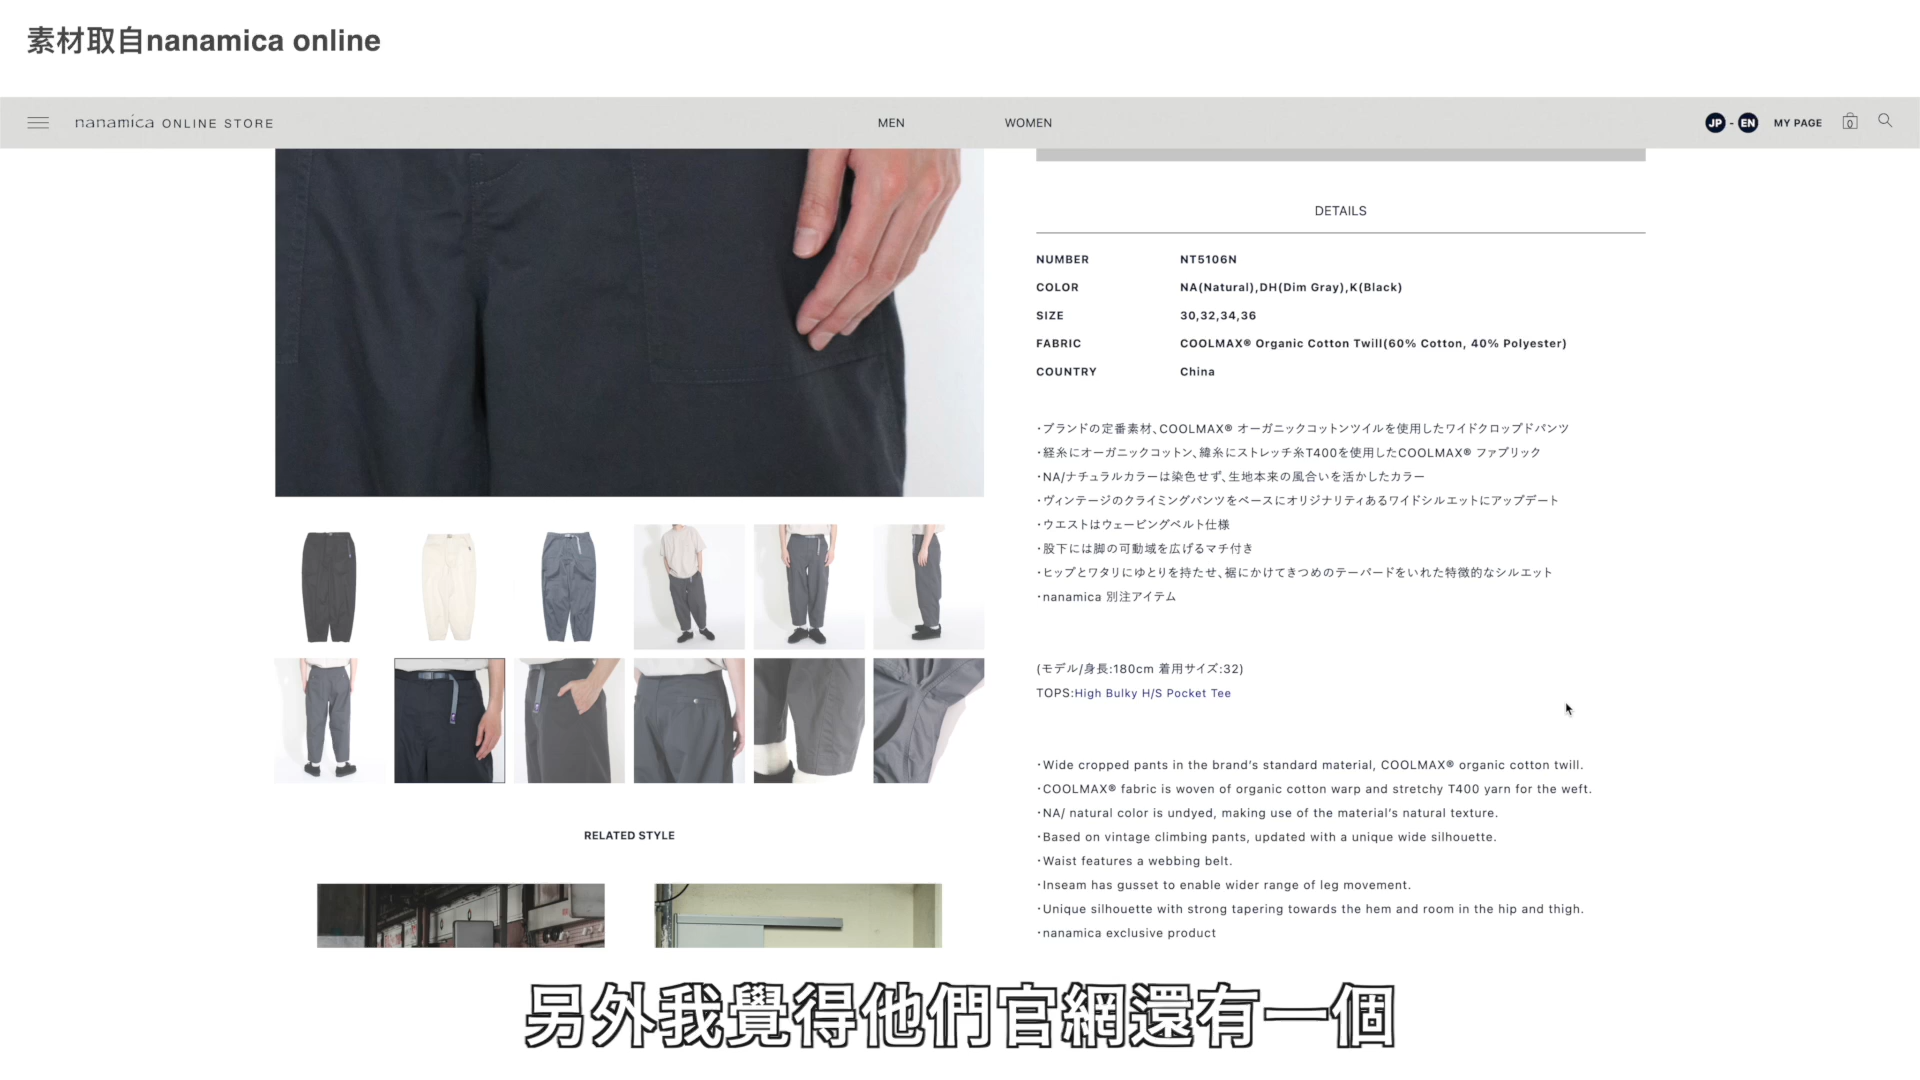 素材取自nanamica online
nanamica ONLINE STORE
MEN
WOMEN
JP - EN
MY PAGE
0
DETAILS
NUMBER NT5106N
COLOR NA(Natural),DH(Dim Gray),K(Black)
SIZE 30,32,34,36
FABRIC COOLMAX® Organic Cotton Twill(60% Cotton, 40% Polyester)
COUNTRY China
・ブランドの定番素材、COOLMAX® オーガニックコットンツイルを使用したワイドクロップドパンツ
・経糸にオーガニックコットン、緯糸にストレッチ糸T400を使用したCOOLMAX® ファブリック
・NA/ナチュラルカラーは染色せず、生地本来の風合いを活かしたカラー
・ヴィンテージのクライミングパンツをベースにオリジナリティあるワイドシルエットにアップデート
・ウエストはウェービングベルト仕様
・股下には脚の可動域を広げるマチ付き
・ヒップとワタリにゆとりを持たせ、裾にかけてきつめのテーパードをいれた特徴的なシルエット
・nanamica 別注アイテム
(モデル/身長:180cm 着用サイズ:32)
TOPS:High Bulky H/S Pocket Tee
・Wide cropped pants in the brand's standard material, COOLMAX® organic cotton twill.
・COOLMAX® fabric is woven of organic cotton warp and stretchy T400 yarn for the weft.
・NA/ natural color is undyed, making use of the material's natural texture.
・Based on vintage climbing pants, updated with a unique wide silhouette.
・Waist features a webbing belt.
・Inseam has gusset to enable wider range of leg movement.
・Unique silhouette with strong tapering towards the hem and room in the hip and thigh.
・nanamica exclusive product
RELATED STYLE
另外我覺得他們官網還有一個